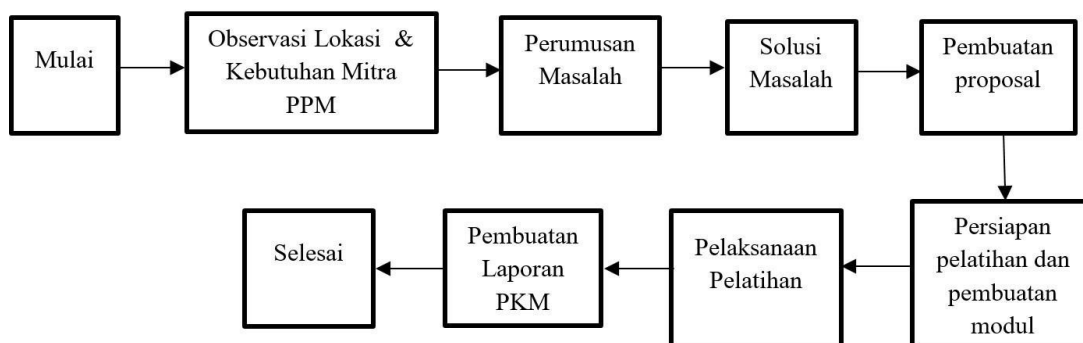 Mulai
Observasi Lokasi &
Kebutuhan Mitra
PPM
Perumusan
Masalah
Solusi
Masalah
Pembuatan
proposal
Persiapan
pelatihan dan
pembuatan
modul
Pelaksanaan
Pelatihan
Pembuatan
Laporan
PKM
Selesai